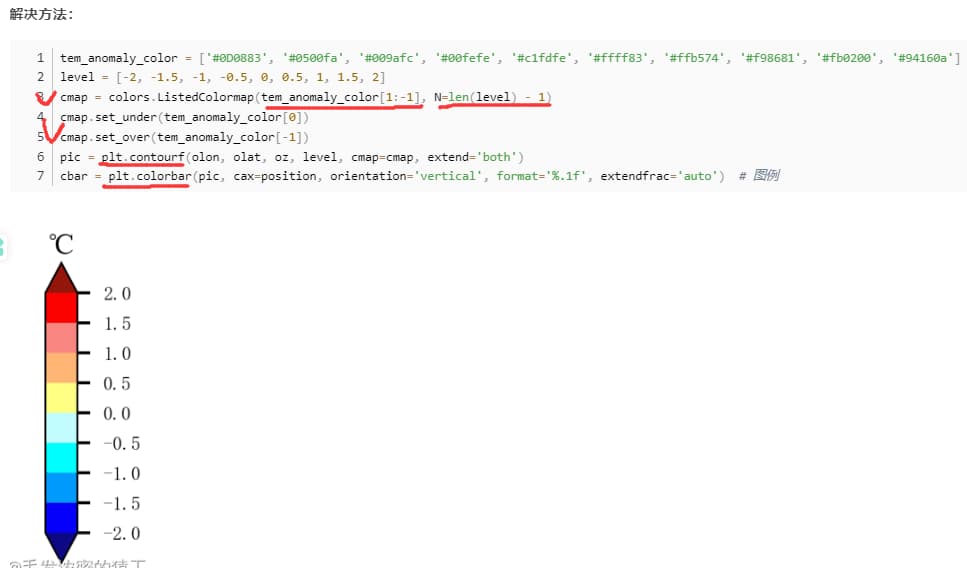 解决方法：
1 tem_anomaly_color = ['#0D0883', '#0500fa', '#009afc', '#00fefe', '#c1fdfe', '#ffff83', '#ffb574', '#f98681', '#fb0200', '#94160a']
2 level = [-2, -1.5, -1, -0.5, 0, 0.5, 1, 1.5, 2]
3 cmap = colors.ListedColormap(tem_anomaly_color[1:-1], N=len(level) - 1)
4 cmap.set_under(tem_anomaly_color[0])
5 cmap.set_over(tem_anomaly_color[-1])
6 pic = plt.contourf(olon, olat, oz, level, cmap=cmap, extend='both')
7 cbar = plt.colorbar(pic, cax=position, orientation='vertical', format='%.1f', extendfrac='auto')  # 图例
℃
2.0
1.5
1.0
0.5
0.0
-0.5
-1.0
-1.5
-2.0